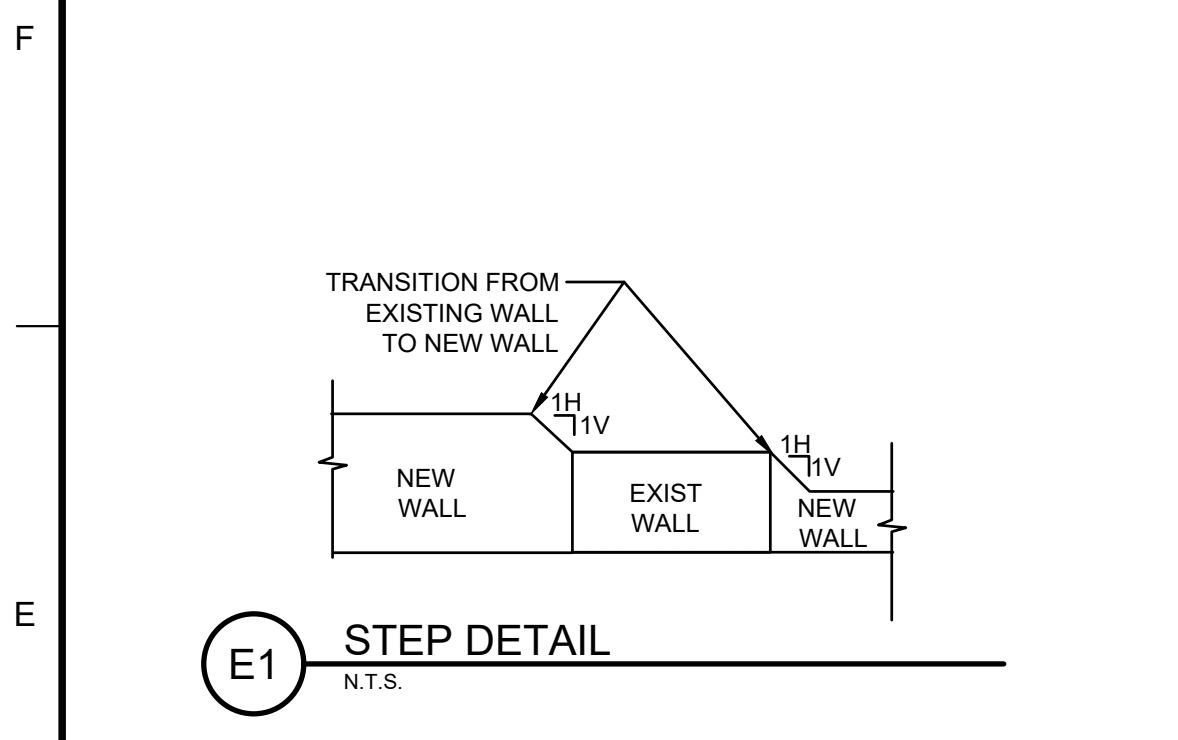 F
TRANSITION FROM
EXISTING WALL
TO NEW WALL
1H
1V
1H
1V
NEW
WALL
EXIST
WALL
NEW
WALL
E
E1
STEP DETAIL
N.T.S.